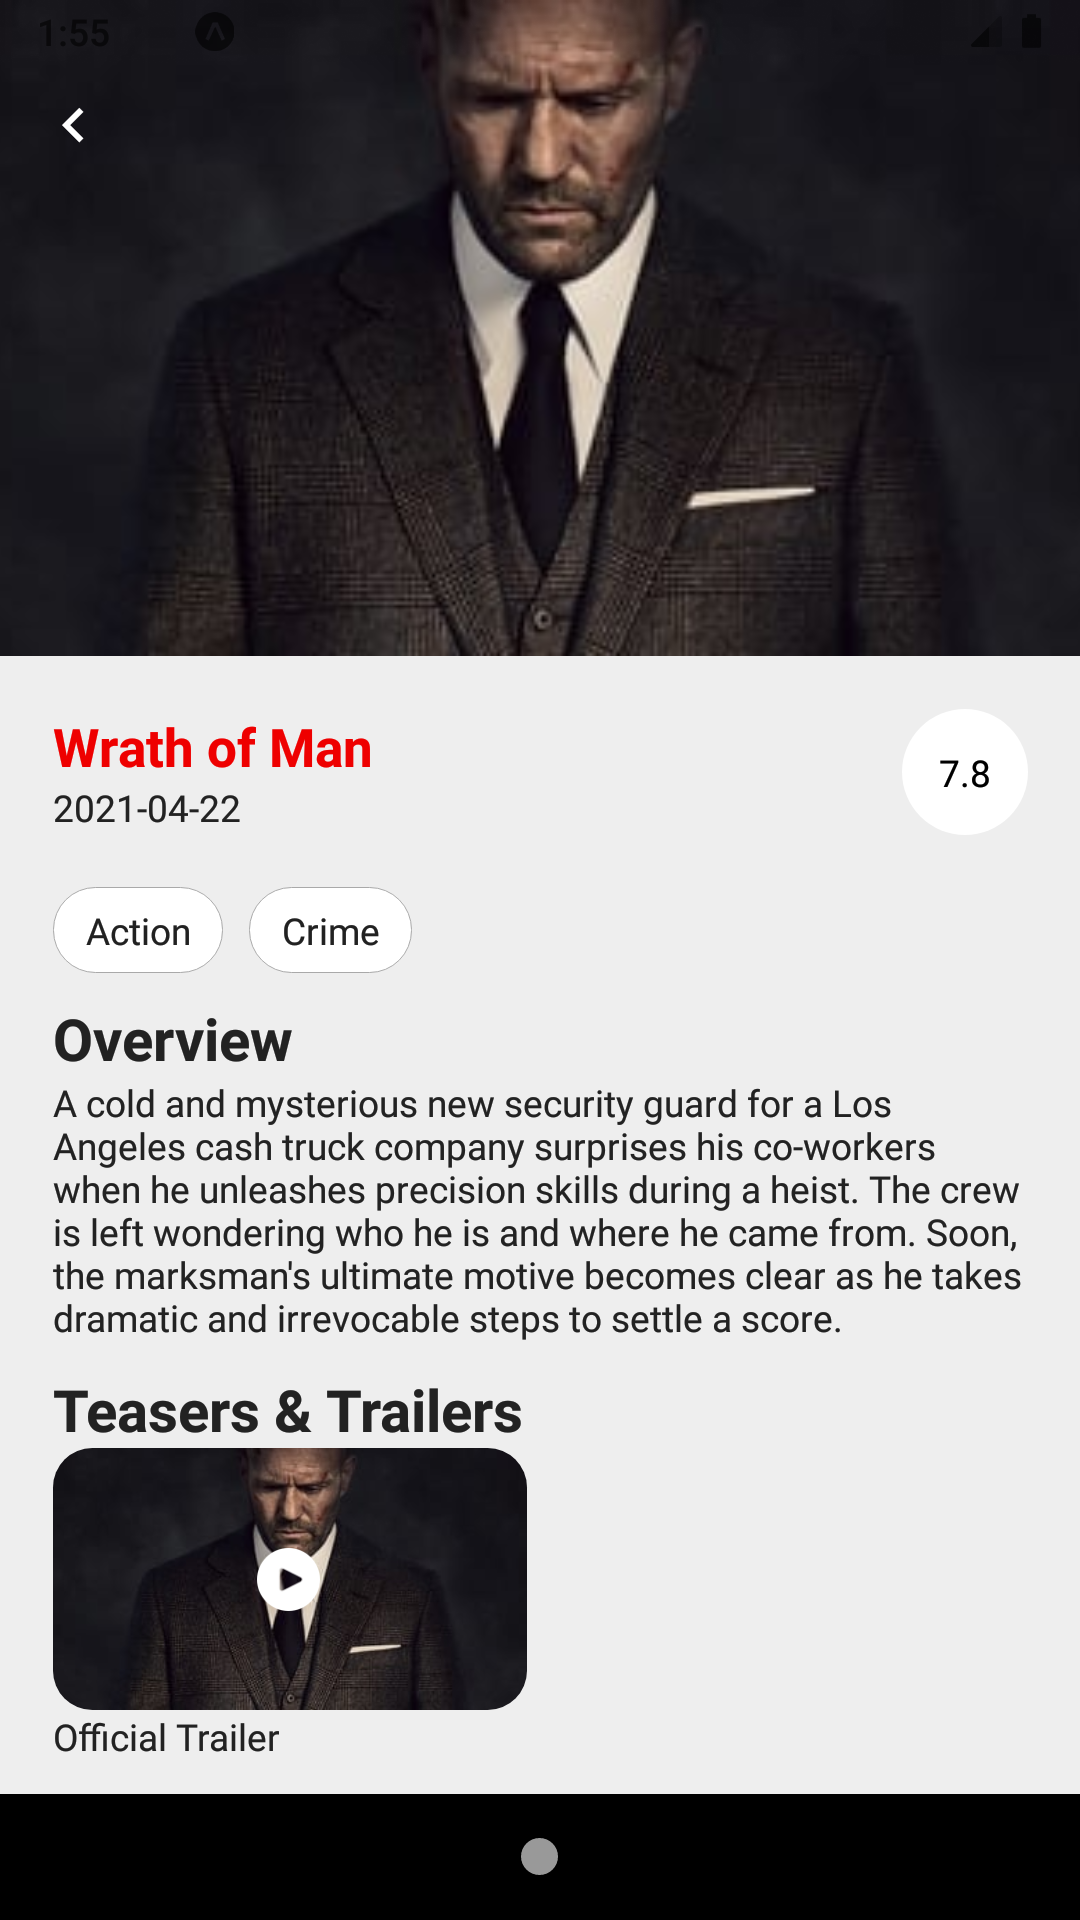 1:55
Wrath of Man
7.8
2021-04-22
Action
Crime
Overview
A cold and mysterious new security guard for a Los
Angeles cash truck company surprises his co-workers
when he unleashes precision skills during a heist. The crew
is left wondering who he is and where he came from. Soon,
the marksman's ultimate motive becomes clear as he takes
dramatic and irrevocable steps to settle a score.
Teasers & Trailers
Official Trailer